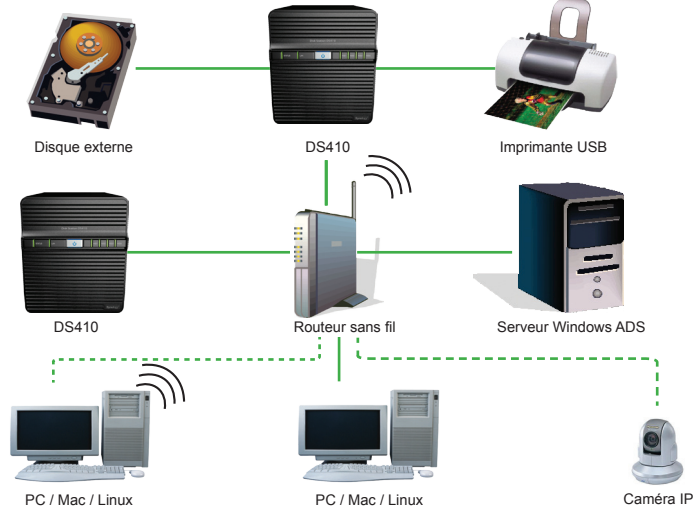 Disque externe
DS410
Imprimante USB
DS410
Routeur sans fil
Serveur Windows ADS
PC / Mac / Linux
PC / Mac / Linux
Caméra IP